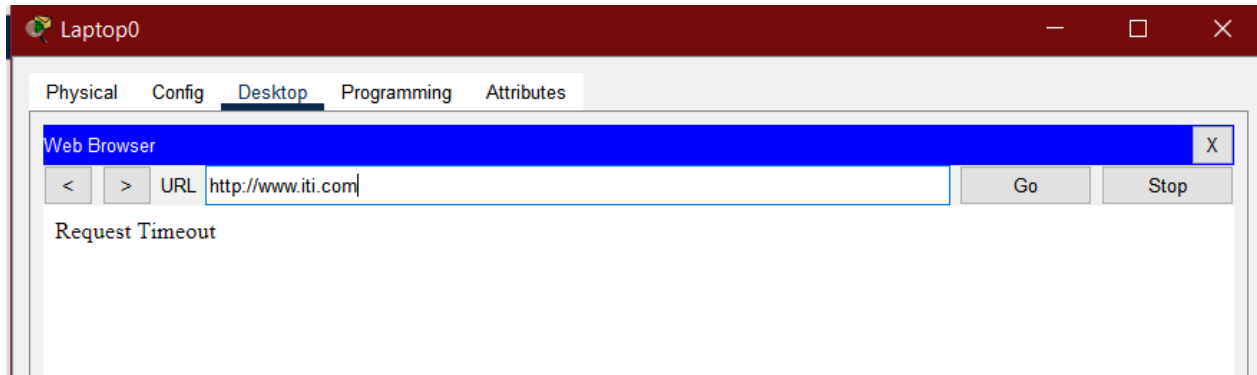 Laptop0
Physical Config Desktop Programming Attributes
Web Browser X
< > URL http://www.iti.com Go Stop
Request Timeout